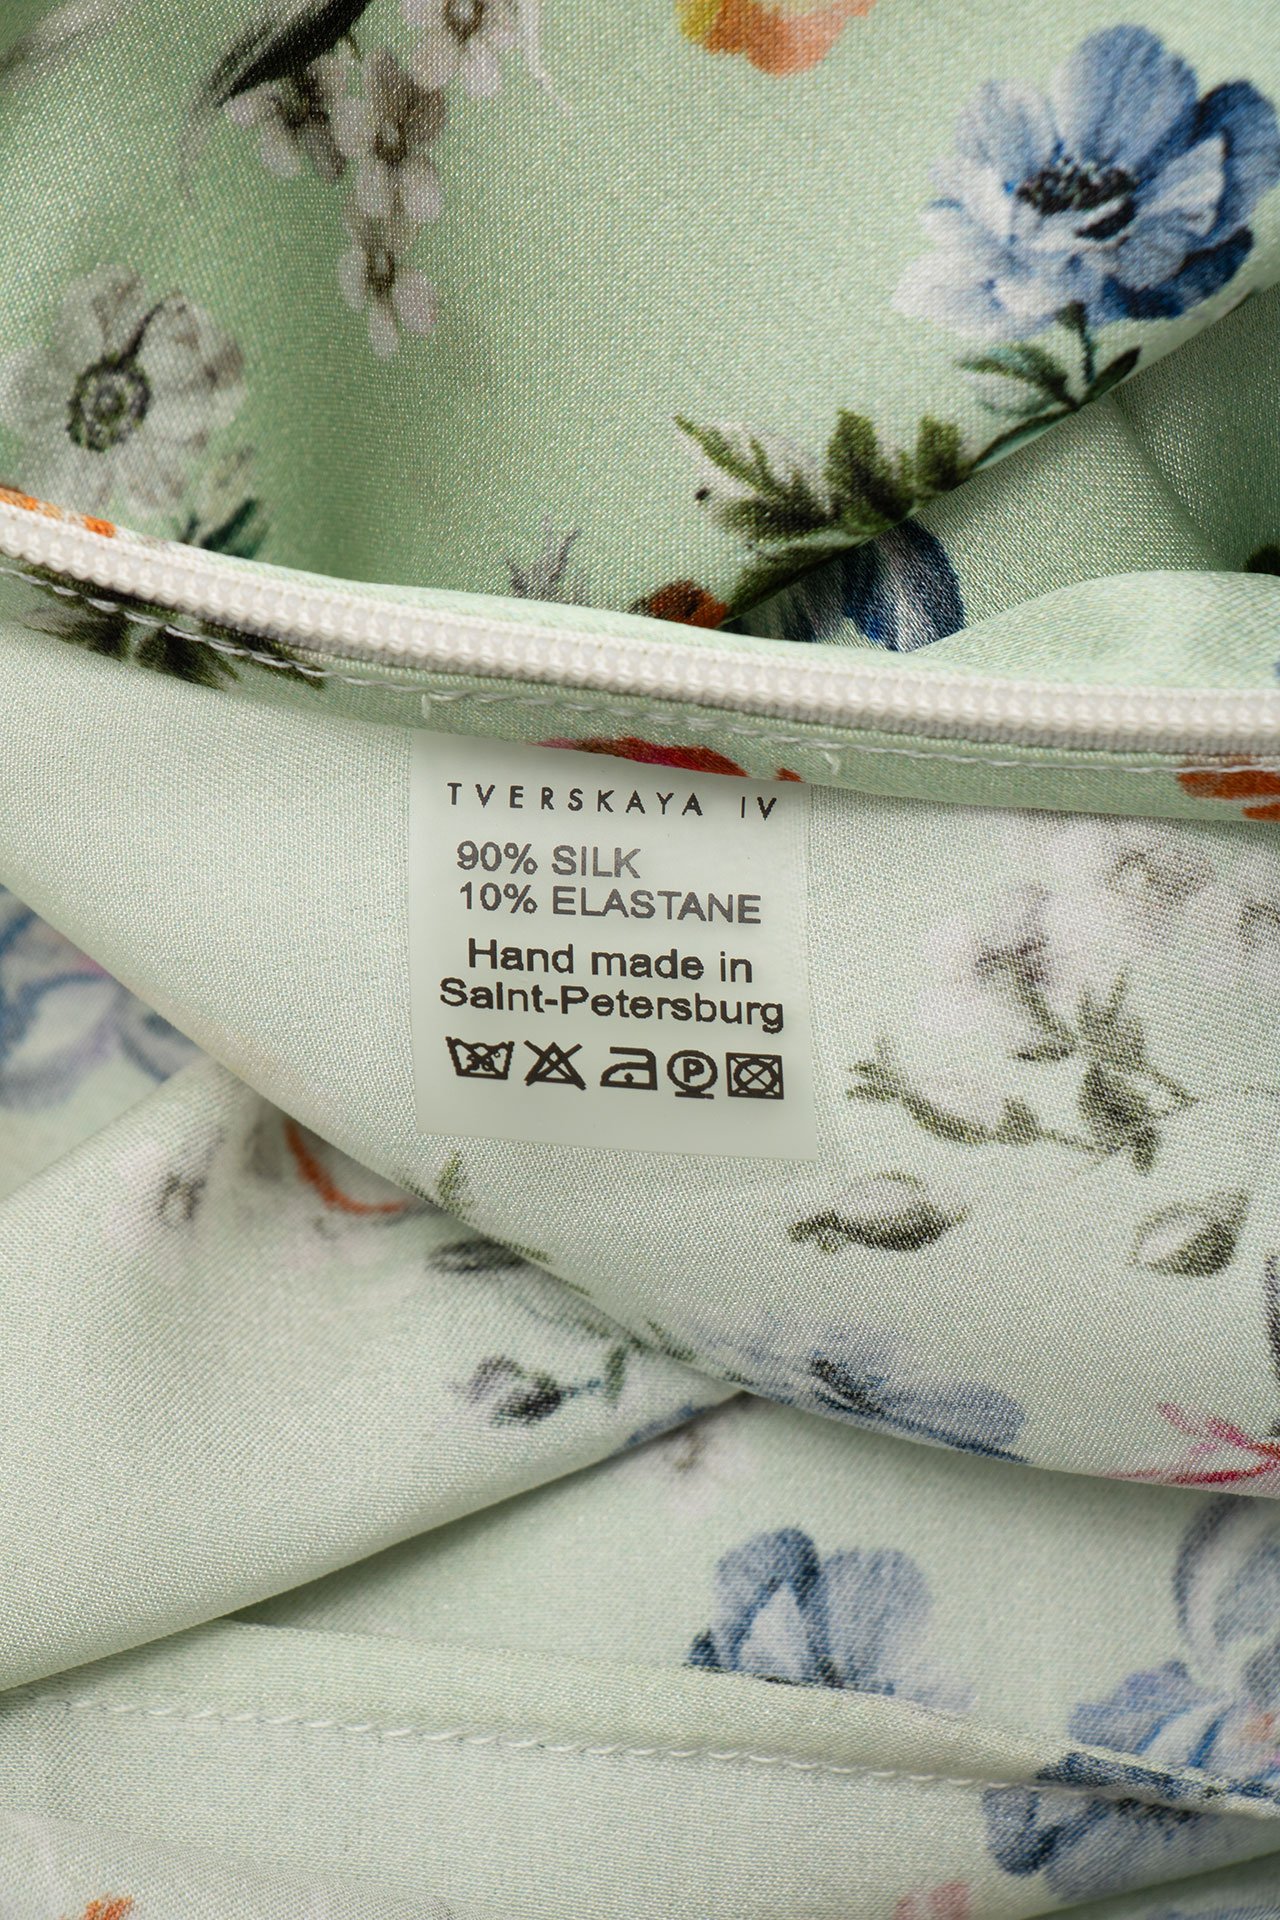 TVERSKAYA IV
90% SILK
10% ELASTANE
Hand made in
Saint-Petersburg
P